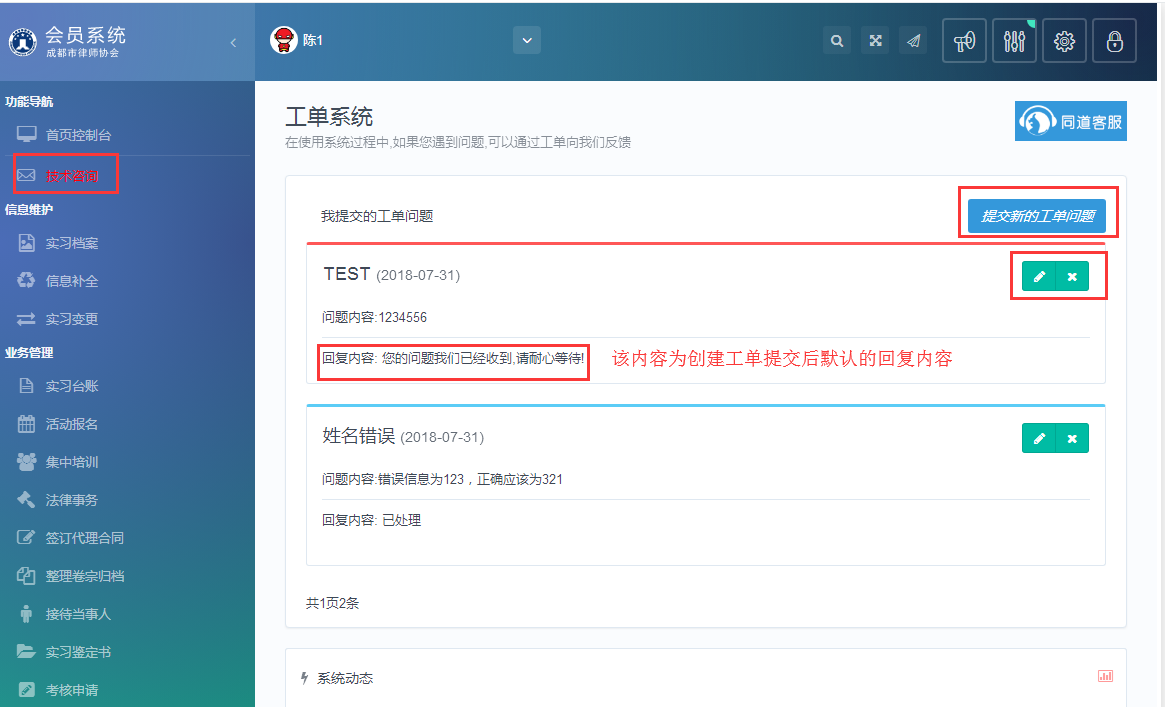 会员系统
成都市律师协会
陈1
功能导航
首页控制台
技术咨询
信息维护
实习档案
信息补全
实习变更
业务管理
实习台账
活动报名
集中培训
法律事务
签订代理合同
整理卷宗归档
接待当事人
实习鉴定书
考核申请
工单系统
在使用系统过程中,如果您遇到问题,可以通过工单向我们反馈
同道客服
我提交的工单问题
提交新的工单问题
TEST (2018-07-31)
问题内容:1234556
回复内容: 您的问题我们已经收到,请耐心等待!
该内容为创建工单提交后默认的回复内容
姓名错误 (2018-07-31)
问题内容:错误信息为123，正确应该为321
回复内容: 已处理
共1页2条
系统动态